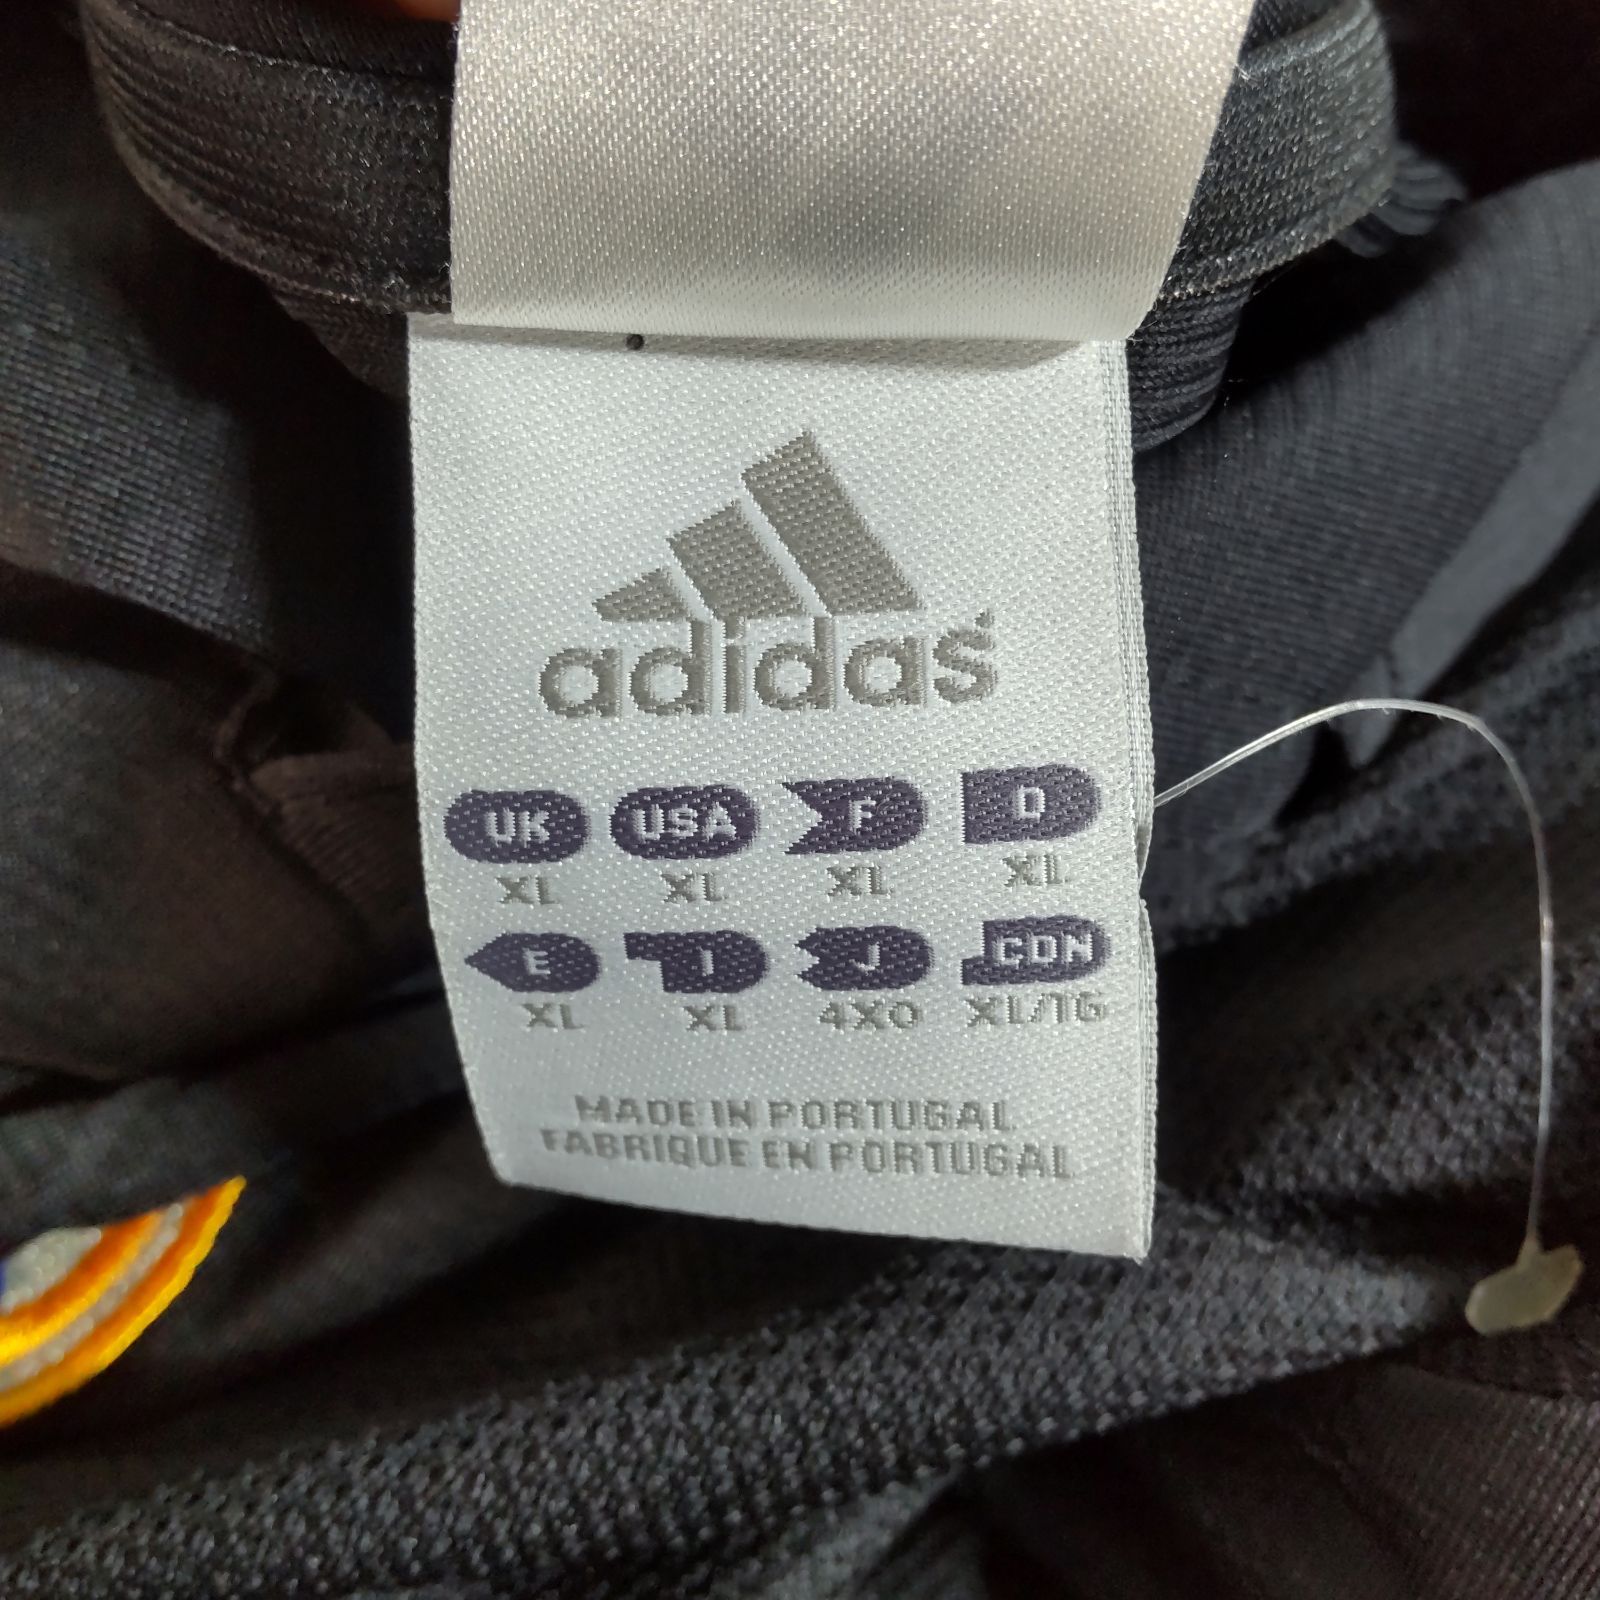 adidas
UK USA F D
XL XL XL XL
E I J CDN
XL XL 4XO XL/16
MADE IN PORTUGAL
FABRIQUE EN PORTUGAL